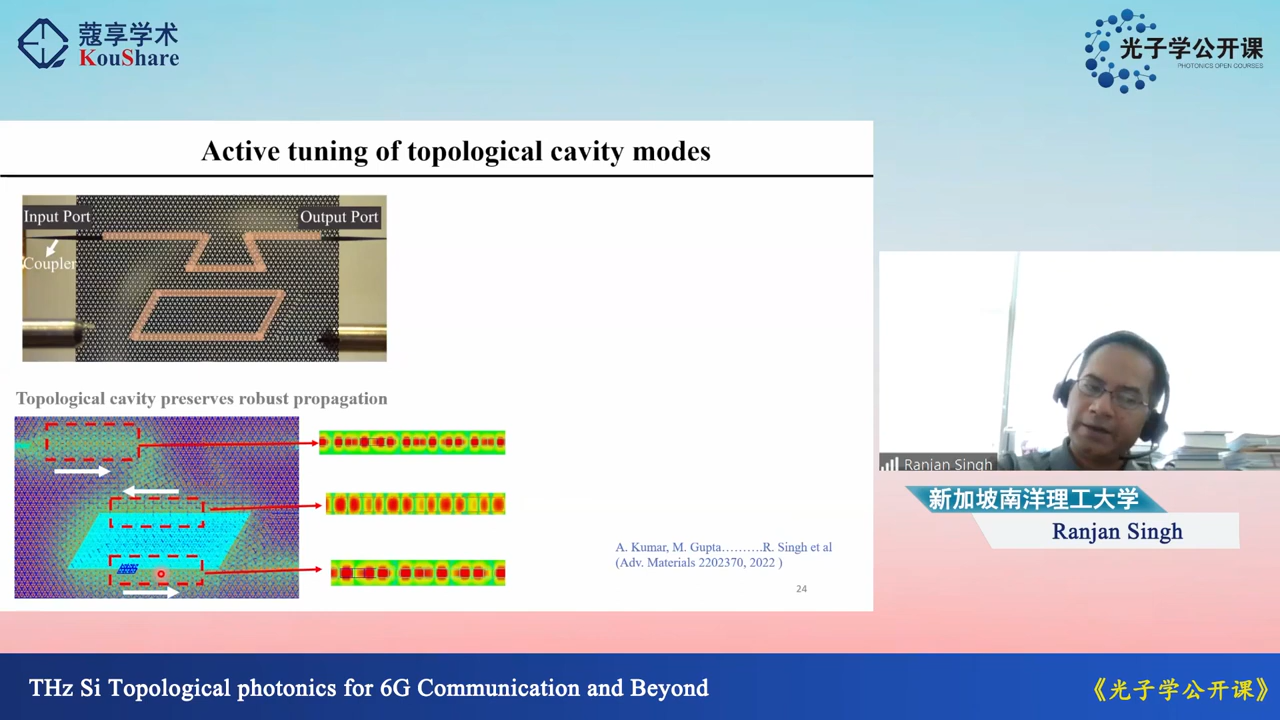 蔻享学术
KouShare
光子学公开课
PHOTONICS OPEN COURSES
Active tuning of topological cavity modes
Input Port
Output Port
Coupler
Topological cavity preserves robust propagation
A. Kumar, M. Gupta………R. Singh et al
(Adv. Materials 2202370, 2022 )
24
Ranjan Singh
新加坡南洋理工大学
Ranjan Singh
THz Si Topological photonics for 6G Communication and Beyond
《光子学公开课》